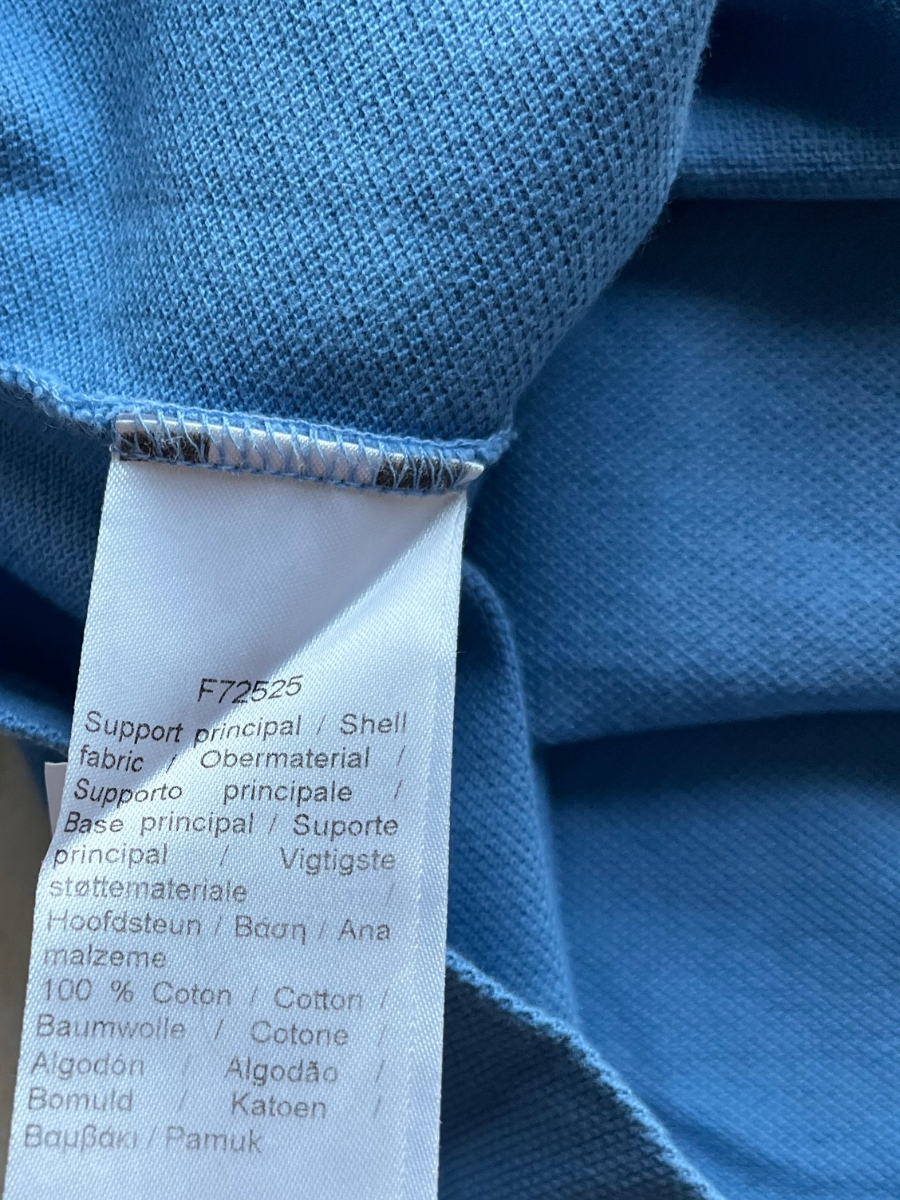 F72525
Support principal / Shell
fabric / Obermaterial /
Supporto principale /
Base principal / Suporte
principal / Vigtigste
støttemateriale /
Hoofdsteun / Βάση / Ana
malzeme
100 % Coton / Cotton /
Baumwolle / Cotone /
Algodón / Algodão /
Bomuld / Katoen /
Βαμβάκι / Pamuk